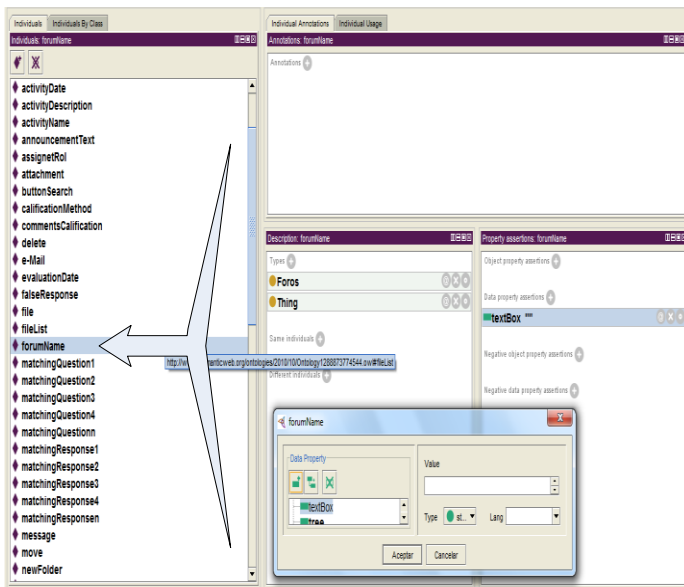 Individuals
Individuals By Class
Individuals: forumName
activityDate
activityDescription
activityName
announcementText
assignetRol
attachment
buttonSearch
calificationMethod
commentsCalification
delete
e-Mail
evaluationDate
falseResponse
file
fileList
forumName
matchingQuestion1
matchingQuestion2
matchingQuestion3
matchingQuestion4
matchingQuestionn
matchingResponse1
matchingResponse2
matchingResponse3
matchingResponse4
matchingResponsen
message
move
newFolder
Individual Annotations
Individual Usage
Annotations: forumName
Annotations
Description: forumName
Types
Foros
Thing
Same individuals
Different individuals
Property assertions: forumName
Object property assertions
Data property assertions
textBox ""
Negative object property assertions
Negative data property assertions
forumName
Data Property
textBox
tree
Value
Type
st...
Lang
Aceptar
Cancelar